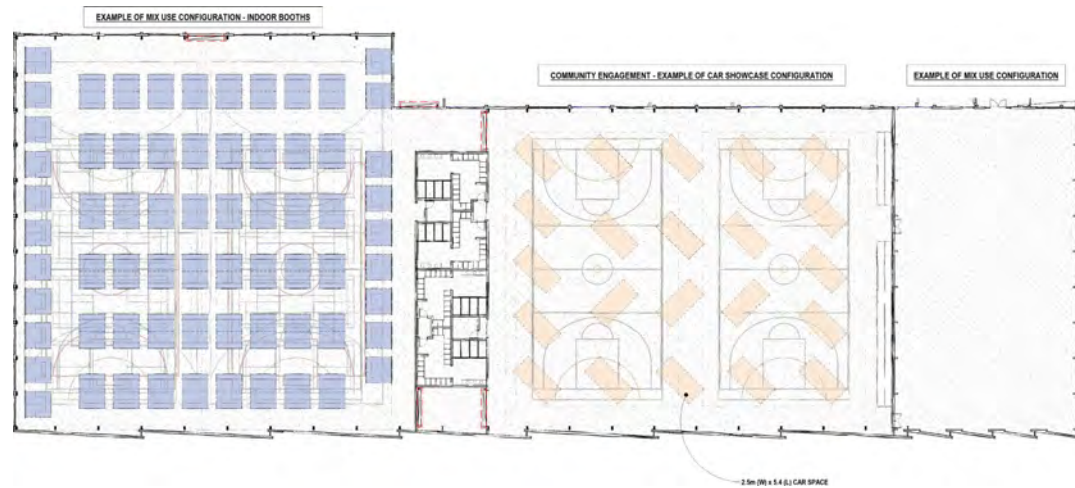 EXAMPLE OF MIX USE CONFIGURATION - INDOOR BOOTHS
COMMUNITY ENGAGEMENT - EXAMPLE OF CAR SHOWCASE CONFIGURATION
EXAMPLE OF MIX USE CONFIGURATION
2.5m (W) x 5.4 (L) CAR SPACE